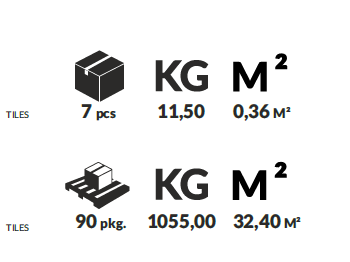 KG M²
TILES 7 pcs 11,50 0,36 M²
KG M²
TILES 90 pkg. 1055,00 32,40 M²